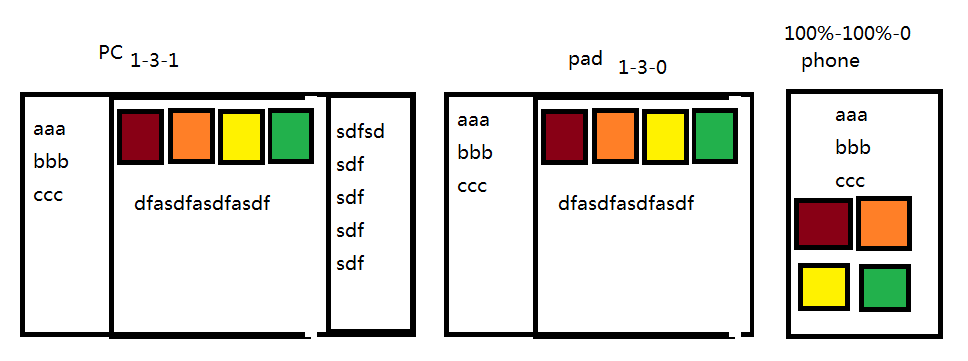 PC 1-3-1
aaa
bbb
ccc
dfasdfasdfasdf
sdfsd
sdf
sdf
sdf
sdf
pad 1-3-0
aaa
bbb
ccc
dfasdfasdfasdf
100%-100%-0
phone
aaa
bbb
ccc